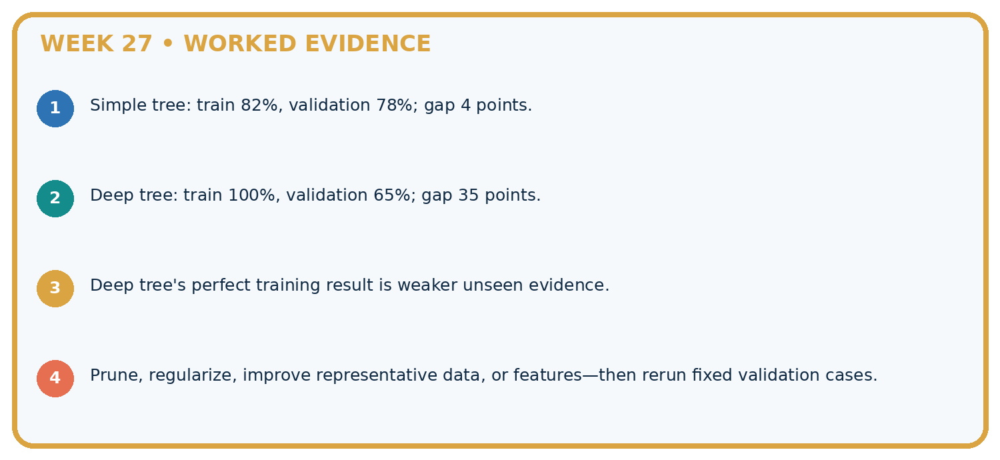 WEEK 27 • WORKED EVIDENCE
1 Simple tree: train 82%, validation 78%; gap 4 points.
2 Deep tree: train 100%, validation 65%; gap 35 points.
3 Deep tree's perfect training result is weaker unseen evidence.
4 Prune, regularize, improve representative data, or features—then rerun fixed validation cases.